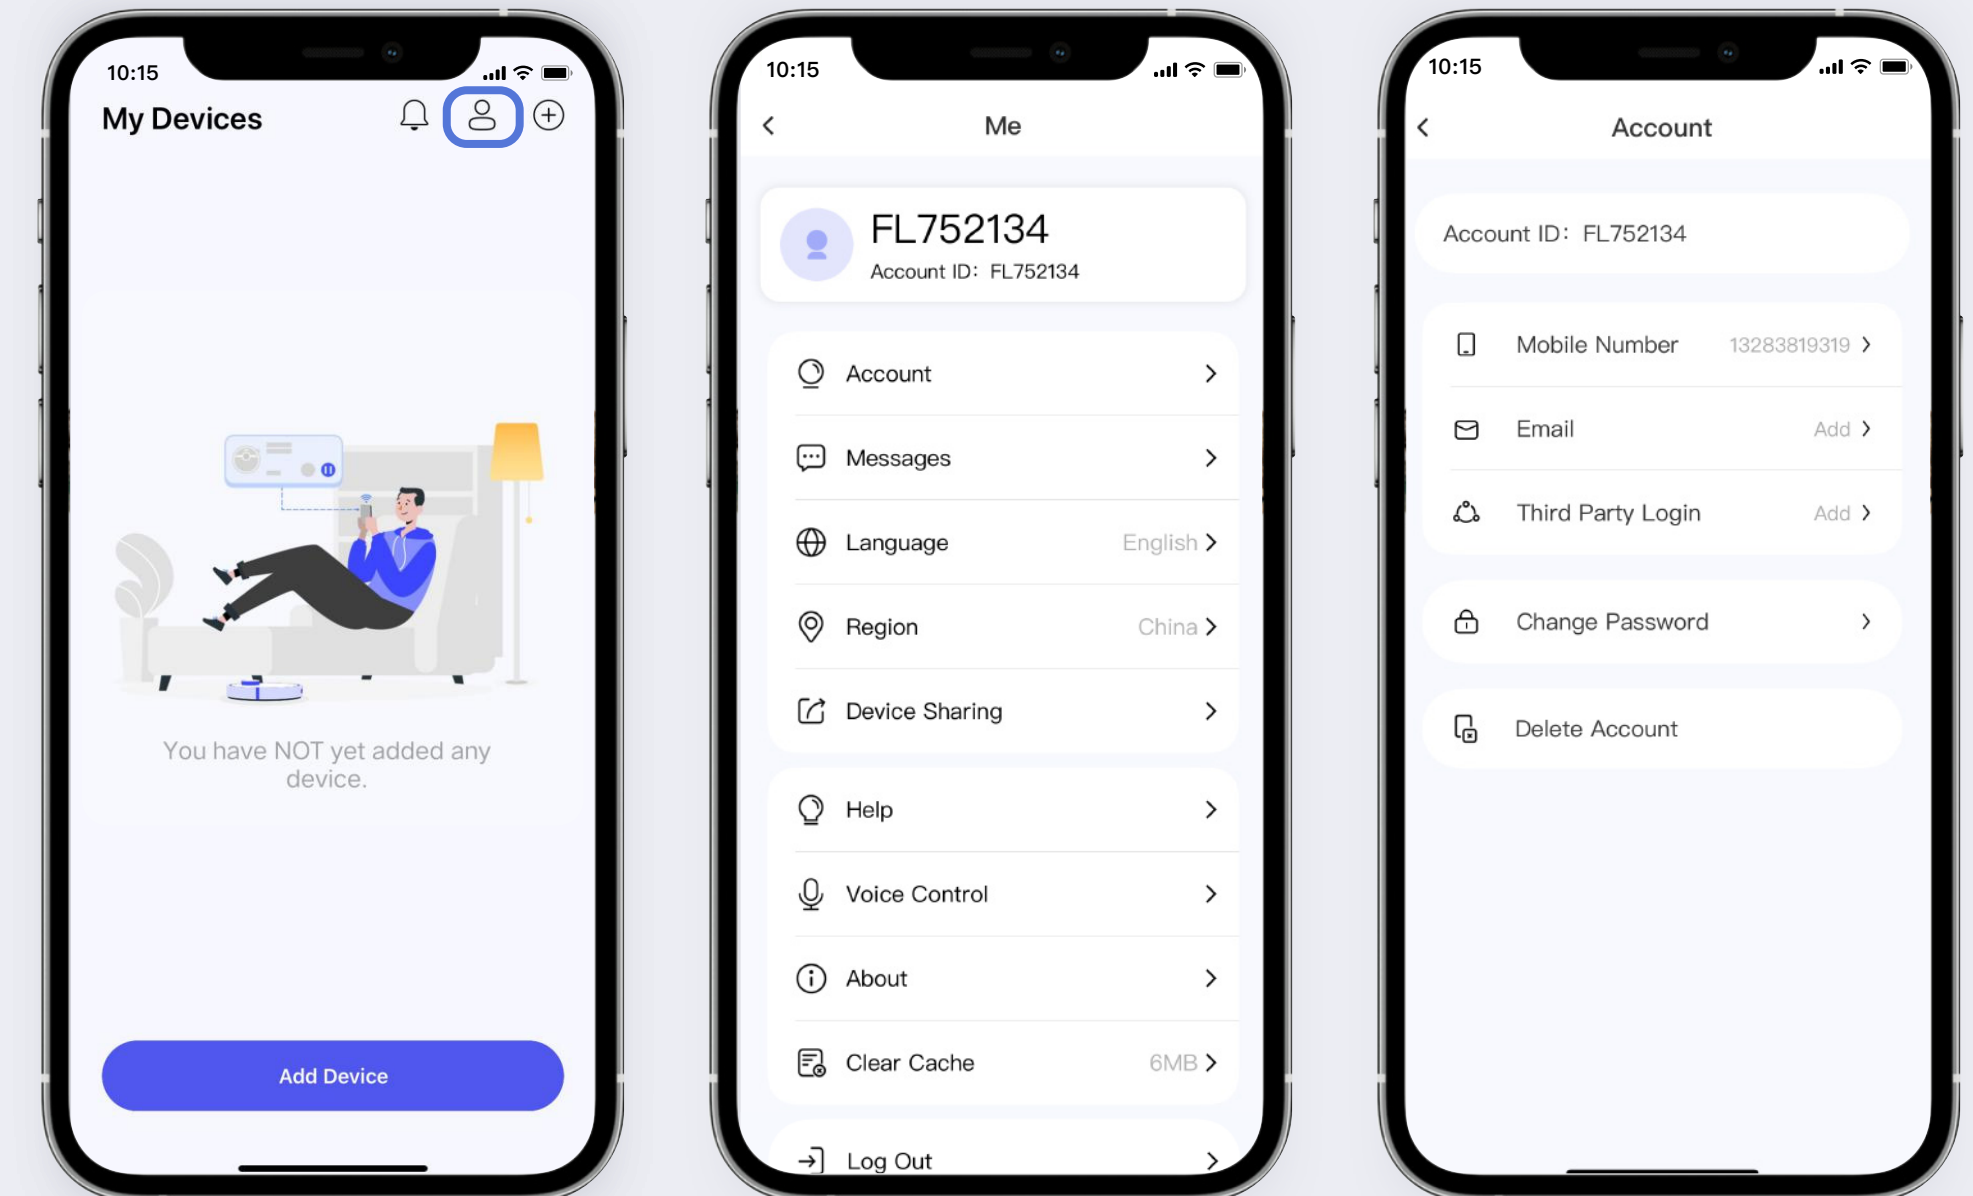 10:15
My Devices
You have NOT yet added any
device.
Add Device
10:15
Me
FL752134
Account ID: FL752134
Account
Messages
Language English
Region China
Device Sharing
Help
Voice Control
About
Clear Cache 6MB
Log Out
10:15
Account
Account ID: FL752134
Mobile Number 13283819319
Email Add
Third Party Login Add
Change Password
Delete Account